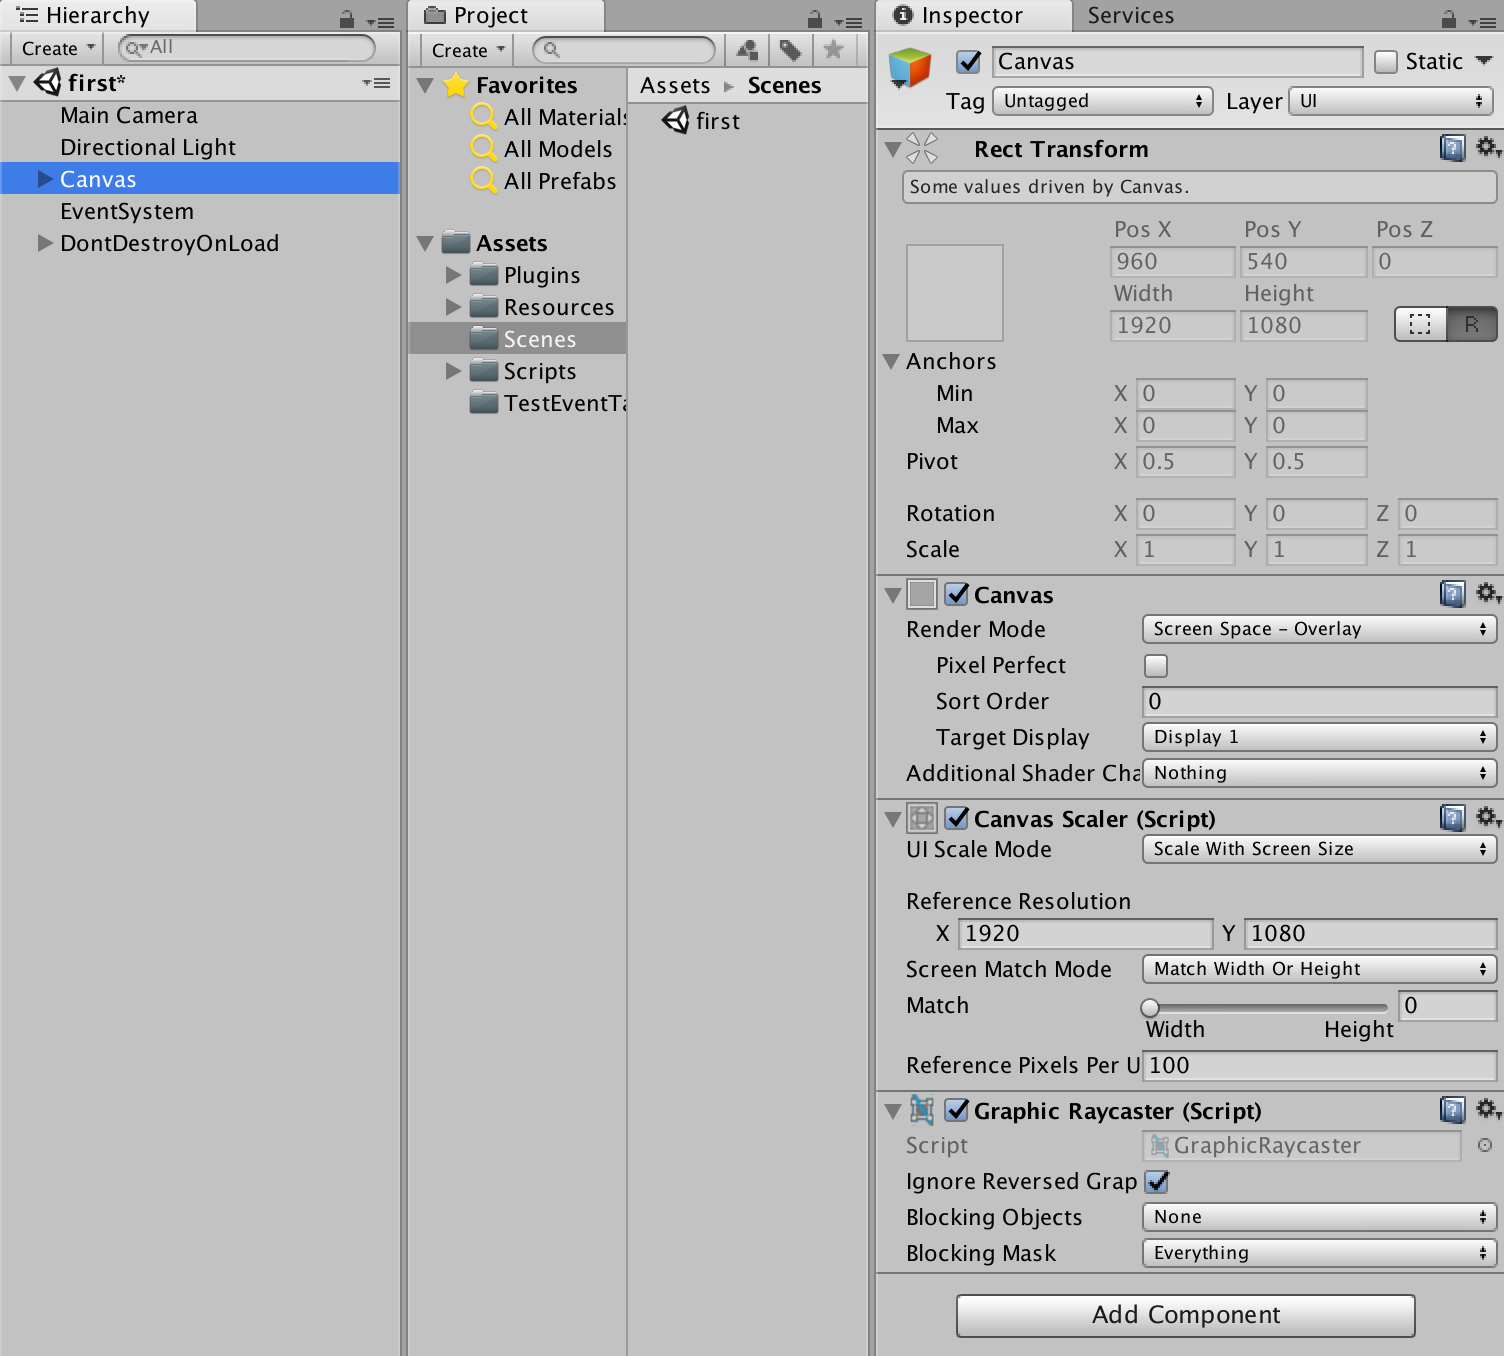 Hierarchy
Create
All
first*
Main Camera
Directional Light
Canvas
EventSystem
DontDestroyOnLoad
Project
Create
Favorites
All Materials
All Models
All Prefabs
Assets
Plugins
Resources
Scenes
Scripts
TestEventTa
Assets Scenes
first
Inspector Services
Canvas Static
Tag Untagged Layer UI
Rect Transform
Some values driven by Canvas.
Pos X Pos Y Pos Z
960 540 0
Width Height
1920 1080 R
Anchors
Min X 0 Y 0
Max X 0 Y 0
Pivot X 0.5 Y 0.5
Rotation X 0 Y 0 Z 0
Scale X 1 Y 1 Z 1
Canvas
Render Mode Screen Space - Overlay
Pixel Perfect
Sort Order 0
Target Display Display 1
Additional Shader Cha Nothing
Canvas Scaler (Script)
UI Scale Mode Scale With Screen Size
Reference Resolution
X 1920 Y 1080
Screen Match Mode Match Width Or Height
Match 0
Width Height
Reference Pixels Per U 100
Graphic Raycaster (Script)
Script GraphicRaycaster
Ignore Reversed Grap
Blocking Objects None
Blocking Mask Everything
Add Component